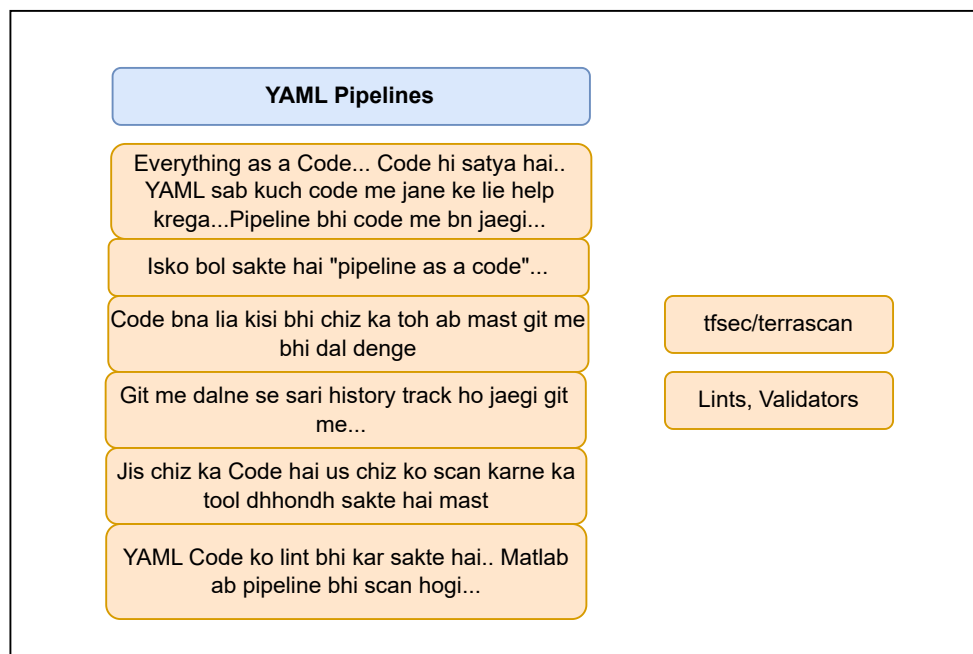 YAML Pipelines
Everything as a Code... Code hi satya hai..
YAML sab kuch code me jane ke lie help
krega...Pipeline bhi code me bn jaegi...
Isko bol sakte hai "pipeline as a code"...
Code bna lia kisi bhi chiz ka toh ab mast git me
bhi dal denge
Git me dalne se sari history track ho jaegi git
me...
Jis chiz ka Code hai us chiz ko scan karne ka
tool dhhondh sakte hai mast
YAML Code ko lint bhi kar sakte hai.. Matlab
ab pipeline bhi scan hogi...
tfsec/terrascan
Lints, Validators